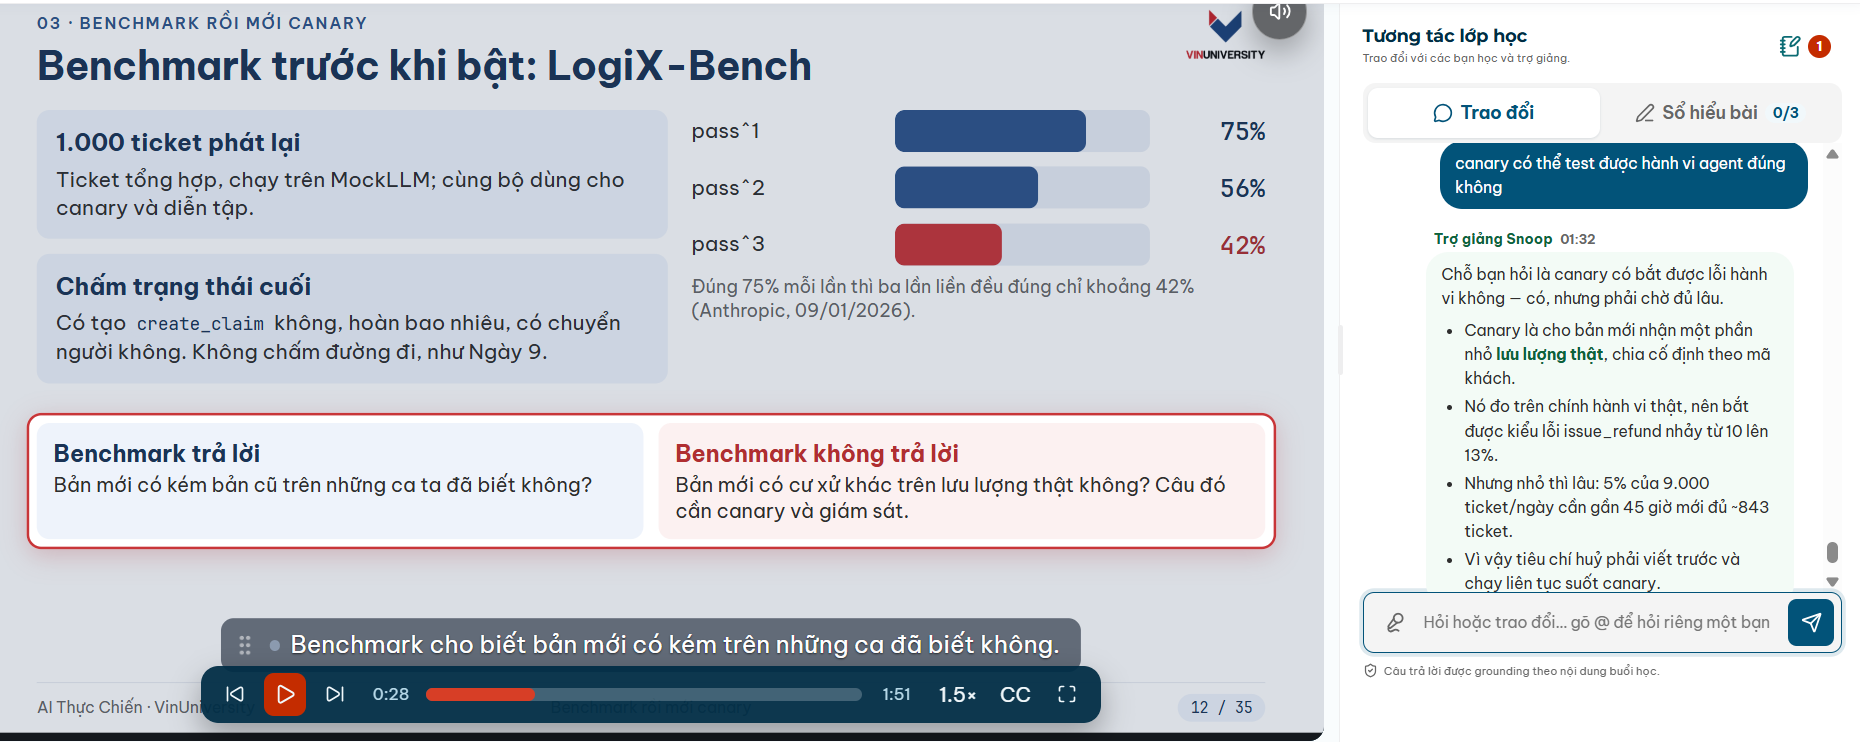 03 · BENCHMARK RỒI MỚI CANARY
Benchmark trước khi bật: LogiX-Bench
VINUNIVERSITY
1.000 ticket phát lại
Ticket tổng hợp, chạy trên MockLLM; cùng bộ dùng cho
canary và diễn tập.
Chấm trạng thái cuối
Có tạo create_claim không, hoàn bao nhiêu, có chuyển
người không. Không chấm đường đi, như Ngày 9.
pass^1 75%
pass^2 56%
pass^3 42%
Đúng 75% mỗi lần thì ba lần liền đều đúng chỉ khoảng 42%
(Anthropic, 09/01/2026).
Benchmark trả lời
Bản mới có kém bản cũ trên những ca ta đã biết không?
Benchmark không trả lời
Bản mới có cư xử khác trên lưu lượng thật không? Câu đó
cần canary và giám sát.
Benchmark cho biết bản mới có kém trên những ca đã biết không.
0:28 1:51 1.5× CC
AI Thực Chiến · VinUniversity
Benchmark rồi mới canary
12 / 35
Tương tác lớp học
Trao đổi với các bạn học và trợ giảng.
1
Trao đổi
Sổ hiểu bài 0/3
canary có thể test được hành vi agent đúng
không
Trợ giảng Snoop 01:32
Chỗ bạn hỏi là canary có bắt được lỗi hành
vi không — có, nhưng phải chờ đủ lâu.
• Canary là cho bản mới nhận một phần
nhỏ lưu lượng thật, chia cố định theo mã
khách.
• Nó đo trên chính hành vi thật, nên bắt
được kiểu lỗi issue_refund nhảy từ 10 lên
13%.
• Nhưng nhỏ thì lâu: 5% của 9.000
ticket/ngày cần gần 45 giờ mới đủ ~843
ticket.
• Vì vậy tiêu chí huỷ phải viết trước và
chạy liên tục suốt canary.
Hỏi hoặc trao đổi... gõ @ để hỏi riêng một bạn
Câu trả lời được grounding theo nội dung buổi học.